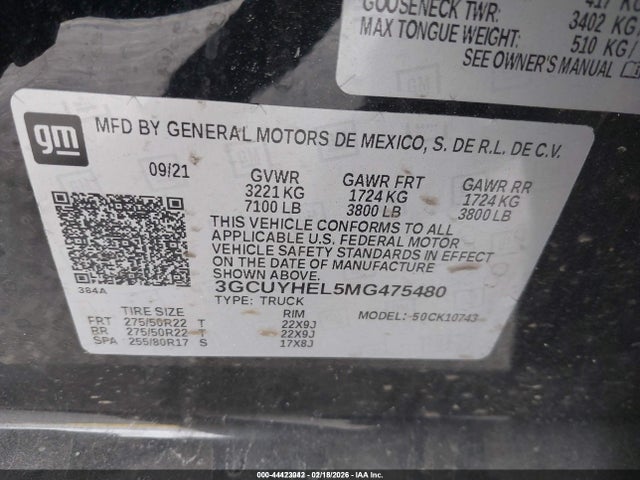 417 KG
GOOSENECK TWR: 3402 KG
MAX TONGUE WEIGHT: 510 KG
SEE OWNER'S MANUAL
GM
gm
MFD BY GENERAL MOTORS DE MEXICO, S. DE R.L. DE C.V.
09/21 GVWR GAWR FRT GAWR RR
3221 KG 1724 KG 1724 KG
7100 LB 3800 LB 3800 LB
THIS VEHICLE CONFORMS TO ALL
APPLICABLE U.S. FEDERAL MOTOR
VEHICLE SAFETY STANDARDS IN EFFECT
ON THE DATE OF MANUFACTURE
SHOWN ABOVE.
384A
3GCUYHEL5MG475480
TYPE: TRUCK
TIRE SIZE RIM MODEL: 50CK10743
FRT 275/50R22 T 22X9J
RR 275/50R22 T 22X9J
SPA 255/80R17 S 17X8J
000-44423942 - 02/18/2026 - IAA Inc.